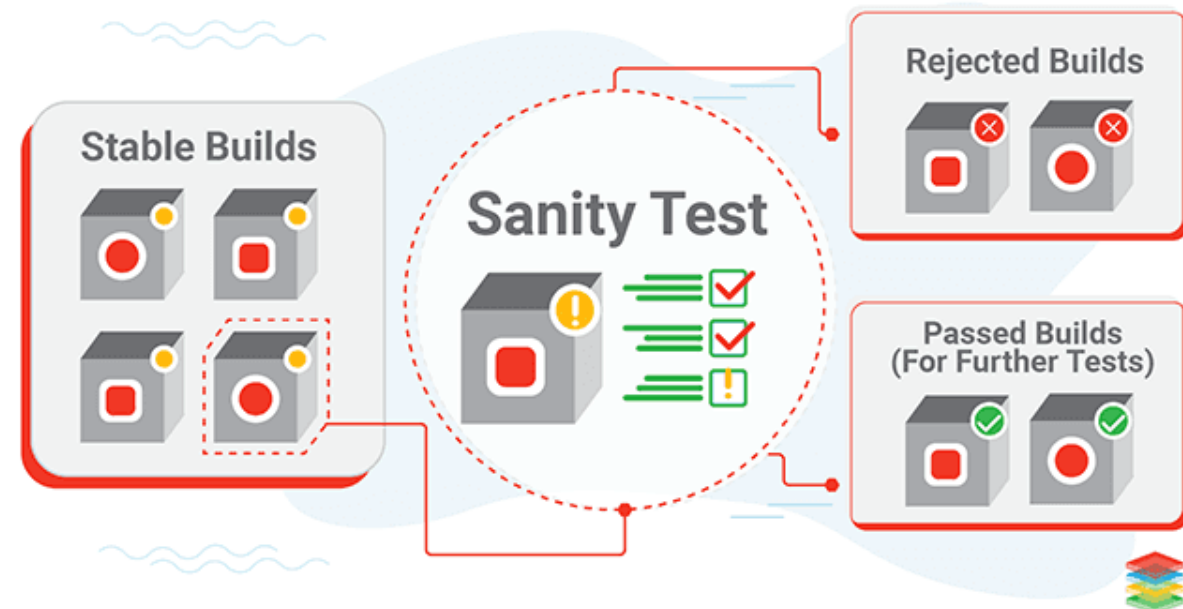 Stable Builds
Sanity Test
Rejected Builds
Passed Builds
(For Further Tests)